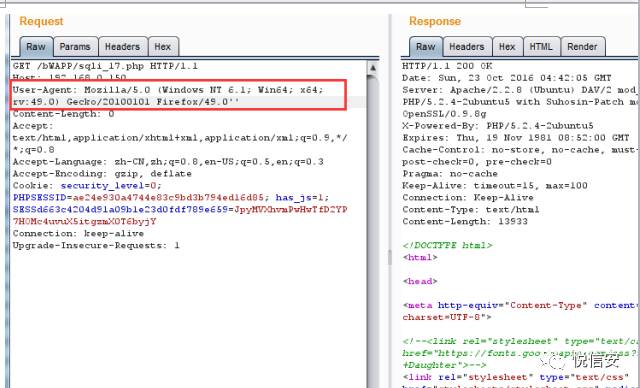 Request
Raw Params Headers Hex
GET /bWAPP/sqli_17.php HTTP/1.1
Host: 192.168.0.150
User-Agent: Mozilla/5.0 (Windows NT 6.1; Win64; x64;
rv:49.0) Gecko/20100101 Firefox/49.0''
Content-Length: 0
Accept:
text/html,application/xhtml+xml,application/xml;q=0.9,*/
*;q=0.8
Accept-Language: zh-CN,zh;q=0.8,en-US;q=0.5,en;q=0.3
Accept-Encoding: gzip, deflate
Cookie: security_level=0;
PHPSESSID=ae24e930a4744e83c9bd3b794ed16d85; has_js=1;
SESSd663c4204d91a09b1e23d0fdf789e659=JpyMVXhvmPwHwTfD2YP
7H0Mc4uvuX5itgzmXOT6byjY
Connection: keep-alive
Upgrade-Insecure-Requests: 1
Response
Raw Headers Hex HTML Render
HTTP/1.1 200 OK
Date: Sun, 23 Oct 2016 04:42:05 GMT
Server: Apache/2.2.8 (Ubuntu) DAV/2 mod_
PHP/5.2.4-2ubuntu5 with Suhosin-Patch mo
OpenSSL/0.9.8g
X-Powered-By: PHP/5.2.4-2ubuntu5
Expires: Thu, 19 Nov 1981 08:52:00 GMT
Cache-Control: no-store, no-cache, must-
post-check=0, pre-check=0
Pragma: no-cache
Keep-Alive: timeout=15, max=100
Connection: Keep-Alive
Content-Type: text/html
Content-Length: 13933
<!DOCTYPE html>
<html>
<head>
<meta http-equiv="Content-Type" content=
charset=UTF-8">
<!--<link rel="stylesheet" type="text/cs
href="https://fonts.goo
+Daughter">-->
<link rel="stylesheet" type="text/css"
悦信安